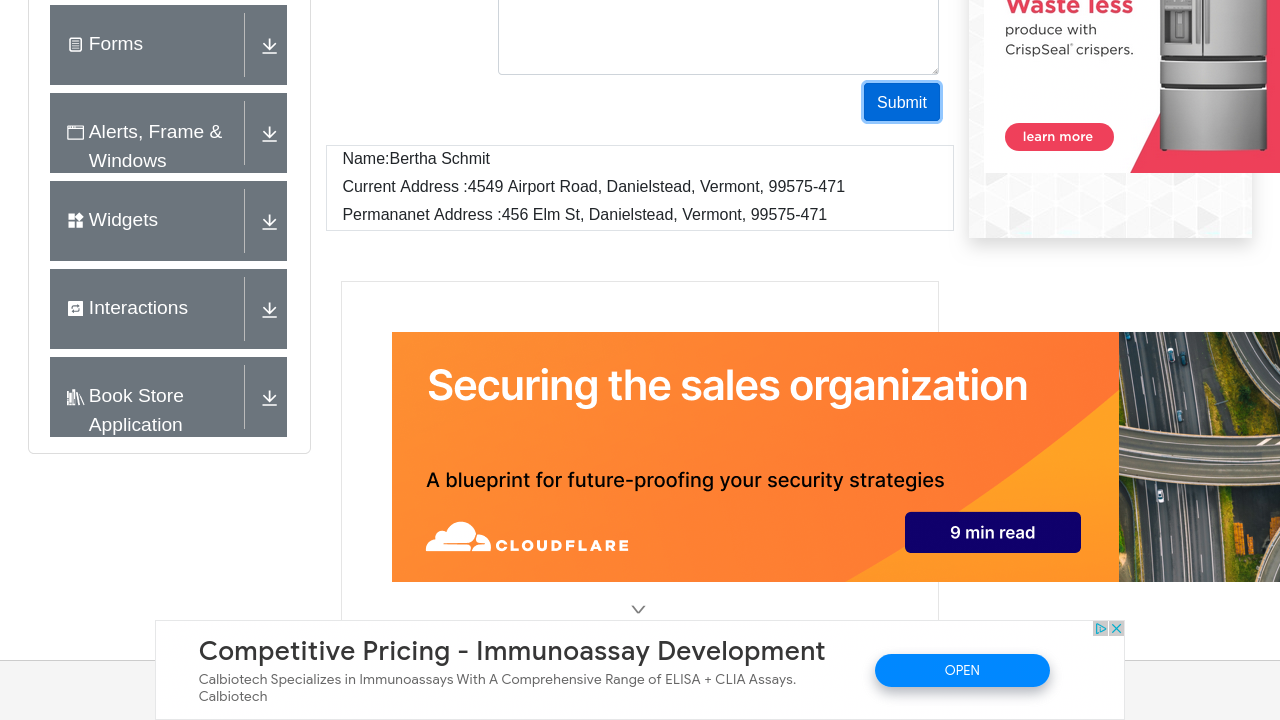 Forms
Alerts, Frame &
Windows
Widgets
Interactions
Book Store
Application
Submit
Name:Bertha Schmit
Current Address :4549 Airport Road, Danielstead, Vermont, 99575-471
Permananet Address :456 Elm St, Danielstead, Vermont, 99575-471
Waste less
produce with
CrispSeal® crispers.
learn more
Securing the sales organization
A blueprint for future-proofing your security strategies
CLOUDFLARE
9 min read
Competitive Pricing - Immunoassay Development
Calbiotech Specializes in Immunoassays With A Comprehensive Range of ELISA + CLIA Assays.
Calbiotech
OPEN